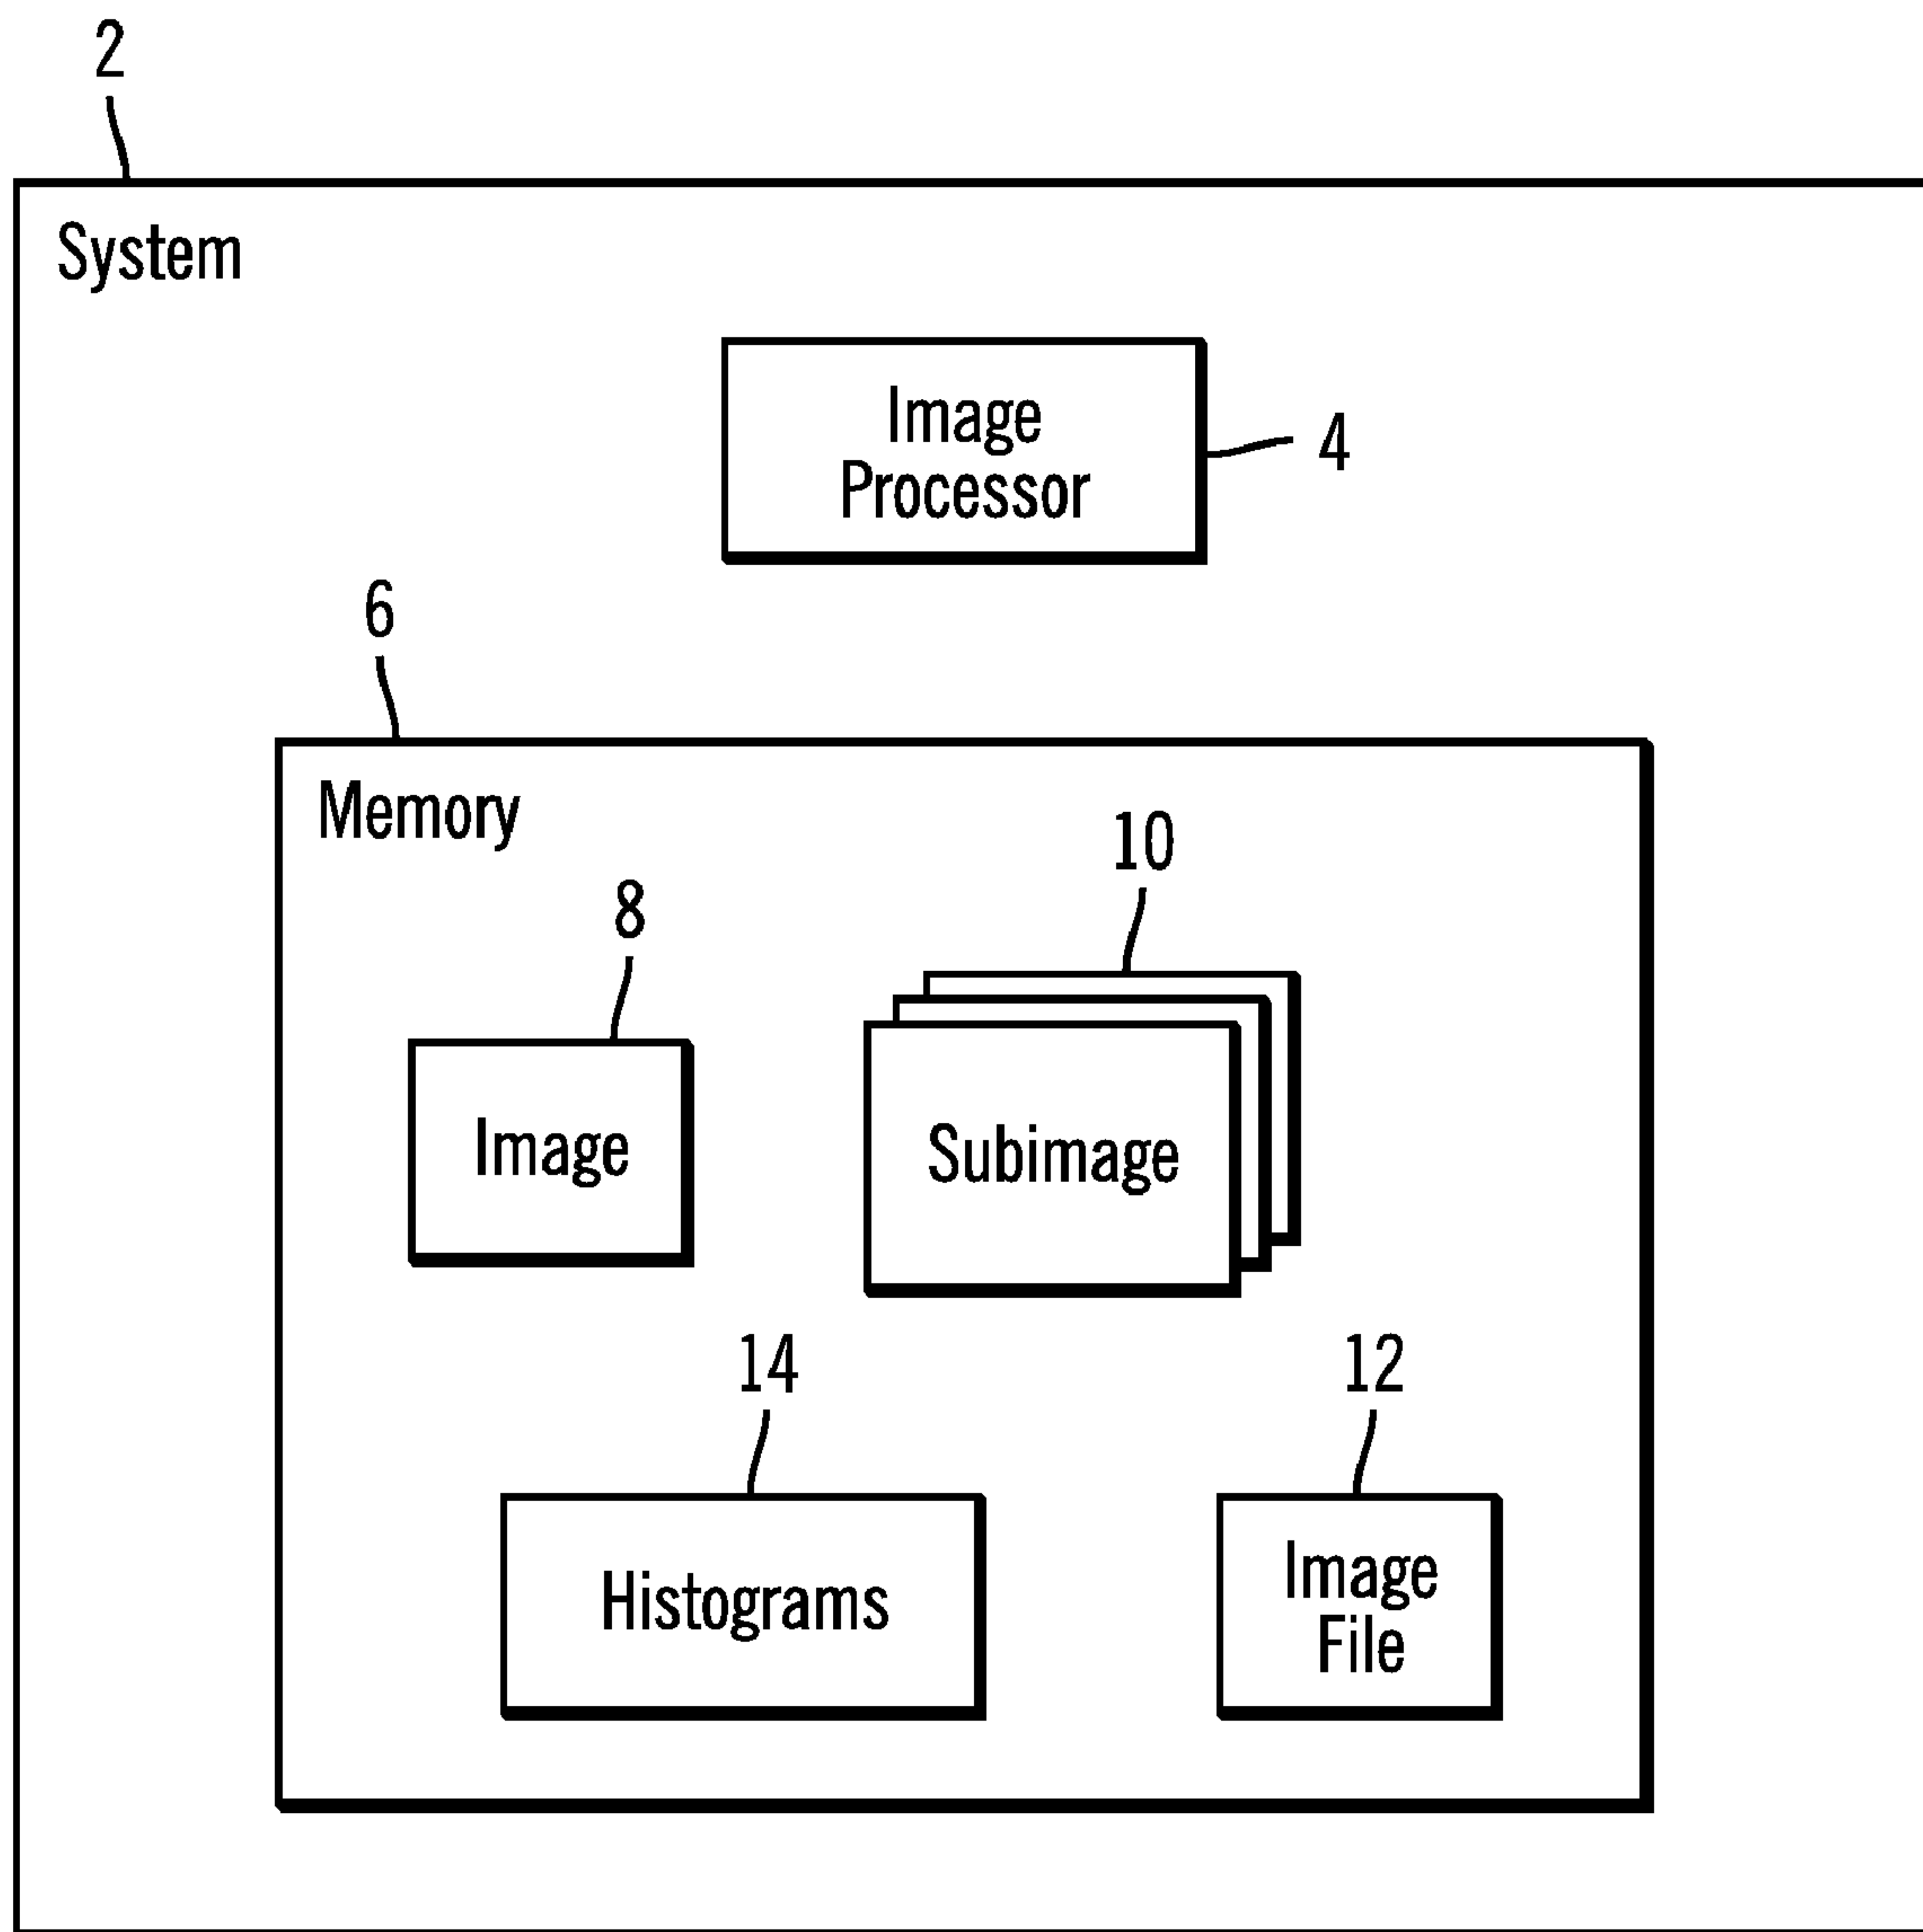 2
System
Image
Processor
4
6
Memory
10
8
Image
Subimage
14
12
Histograms
Image
File